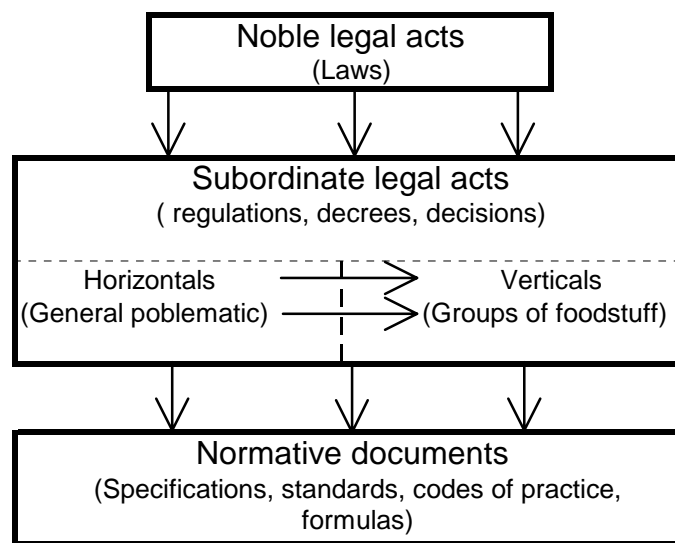 Noble legal acts
(Laws)
Subordinate legal acts
( regulations, decrees, decisions)
Horizontals
(General poblematic)
Verticals
(Groups of foodstuff)
Normative documents
(Specifications, standards, codes of practice,
formulas)